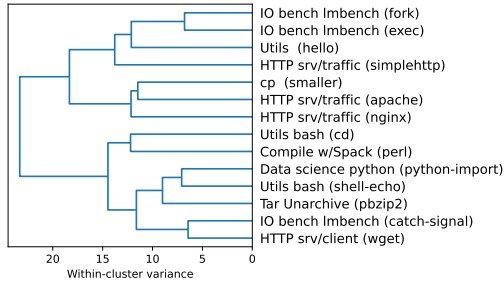 IO bench lmbench (fork)
IO bench lmbench (exec)
Utils  (hello)
HTTP srv/traffic (simplehttp)
cp  (smaller)
HTTP srv/traffic (apache)
HTTP srv/traffic (nginx)
Utils bash (cd)
Compile w/Spack (perl)
Data science python (python-import)
Utils bash (shell-echo)
Tar Unarchive (pbzip2)
IO bench lmbench (catch-signal)
HTTP srv/client (wget)
20 15 10 5 0
Within-cluster variance